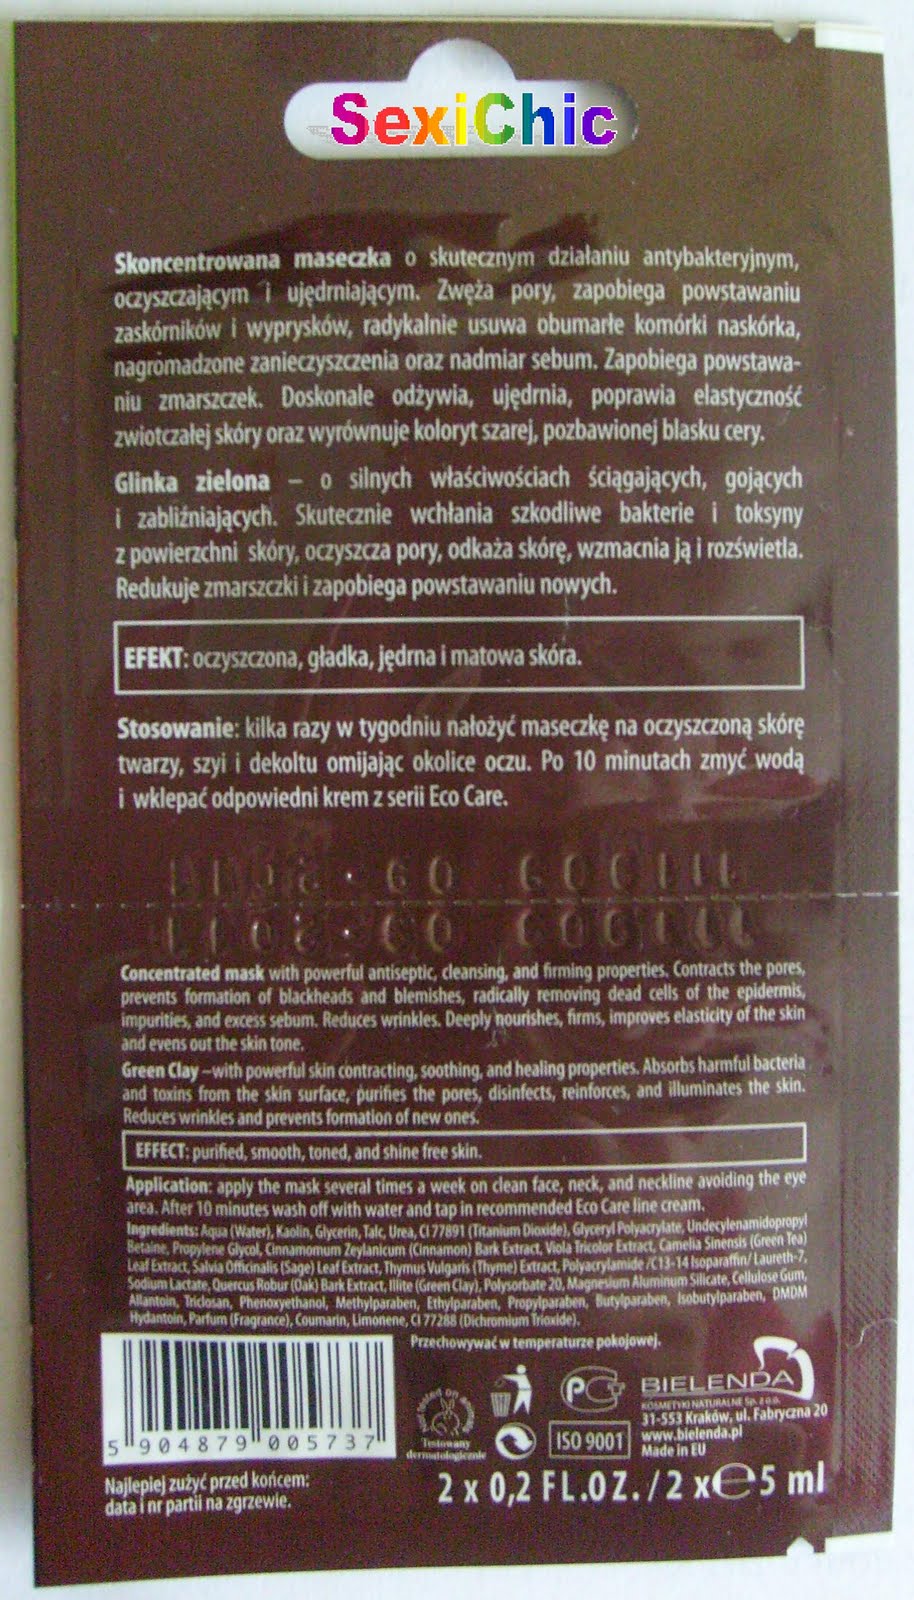 SexiChic
Skoncentrowana maseczka o skutecznym działaniu antybakteryjnym,
oczyszczającym i ujędrniającym. Zwęża pory, zapobiega powstawaniu
zaskórników i wyprysków, radykalnie usuwa obumarłe komórki naskórka,
nagromadzone zanieczyszczenia oraz nadmiar sebum. Zapobiega powstawa-
niu zmarszczek. Doskonale odżywia, ujędrnia, poprawia elastyczność
zwiotczałej skóry oraz wyrównuje koloryt szarej, pozbawionej blasku cery.
Glinka zielona – o silnych właściwościach ściągających, gojących
i zabliźniających. Skutecznie wchłania szkodliwe bakterie i toksyny
z powierzchni skóry, oczyszcza pory, odkaża skórę, wzmacnia ją i rozświetla.
Redukuje zmarszczki i zapobiega powstawaniu nowych.
EFEKT: oczyszczona, gładka, jędrna i matowa skóra.
Stosowanie: kilka razy w tygodniu nałożyć maseczkę na oczyszczoną skórę
twarzy, szyi i dekoltu omijając okolice oczu. Po 10 minutach zmyć wodą
i wklepać odpowiedni krem z serii Eco Care.
Concentrated mask with powerful antiseptic, cleansing, and firming properties. Contracts the pores,
prevents formation of blackheads and blemishes, radically removing dead cells of the epidermis,
impurities, and excess sebum. Reduces wrinkles. Deeply nourishes, firms, improves elasticity of the skin
and evens out the skin tone.
Green Clay –with powerful skin contracting, soothing, and healing properties. Absorbs harmful bacteria
and toxins from the skin surface, purifies the pores, disinfects, reinforces, and illuminates the skin.
Reduces wrinkles and prevents formation of new ones.
EFFECT: purified, smooth, toned, and shine free skin.
Application: apply the mask several times a week on clean face, neck, and neckline avoiding the eye
area. After 10 minutes wash off with water and tap in recommended Eco Care line cream.
Ingredients: Aqua (Water), Kaolin, Glycerin, Talc, Urea, CI 77891 (Titanium Dioxide), Glyceryl Polyacrylate, Undecylenamidopropyl
Betaine, Propylene Glycol, Cinnamomum Zeylanicum (Cinnamon) Bark Extract, Viola Tricolor Extract, Camelia Sinensis (Green Tea)
Leaf Extract, Salvia Officinalis (Sage) Leaf Extract, Thymus Vulgaris (Thyme) Extract, Polyacrylamide /C13-14 Isoparaffin/ Laureth-7,
Sodium Lactate, Quercus Robur (Oak) Bark Extract, Illite (Green Clay), Polysorbate 20, Magnesium Aluminum Silicate, Cellulose Gum,
Allantoin, Triclosan, Phenoxyethanol, Methylparaben, Ethylparaben, Propylparaben, Butylparaben, Isobutylparaben, DMDM
Hydantoin, Parfum (Fragrance), Coumarin, Limonene, CI 77288 (Dichromium Trioxide).
Przechowywać w temperaturze pokojowej.
5 904879 005737
Testowany
dermatologicznie
ISO 9001
BIELENDA
KOSMETYKI NATURALNE Sp. z o.o.
31-553 Kraków, ul. Fabryczna 20
www.bielenda.pl
Made in EU
Najlepiej zużyć przed końcem:
data i nr partii na zgrzewie.
2 x 0,2 FL.OZ. / 2 x ℮ 5 ml